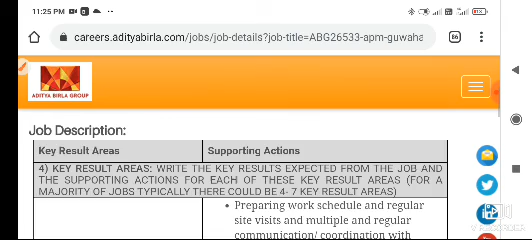 11:25 PM
careers.adityabirla.com/jobs/job-details?job-title=ABG26533-apm-guwaha
86
ADITYA BIRLA GROUP
Job Description:
Key Result Areas
Supporting Actions
4) KEY RESULT AREAS: WRITE THE KEY RESULTS EXPECTED FROM THE JOB AND
THE SUPPORTING ACTIONS FOR EACH OF THESE KEY RESULT AREAS (FOR A
MAJORITY OF JOBS TYPICALLY THERE COULD BE 4- 7 KEY RESULT AREAS)
• Preparing work schedule and regular
site visits and multiple and regular
communication/ coordination with